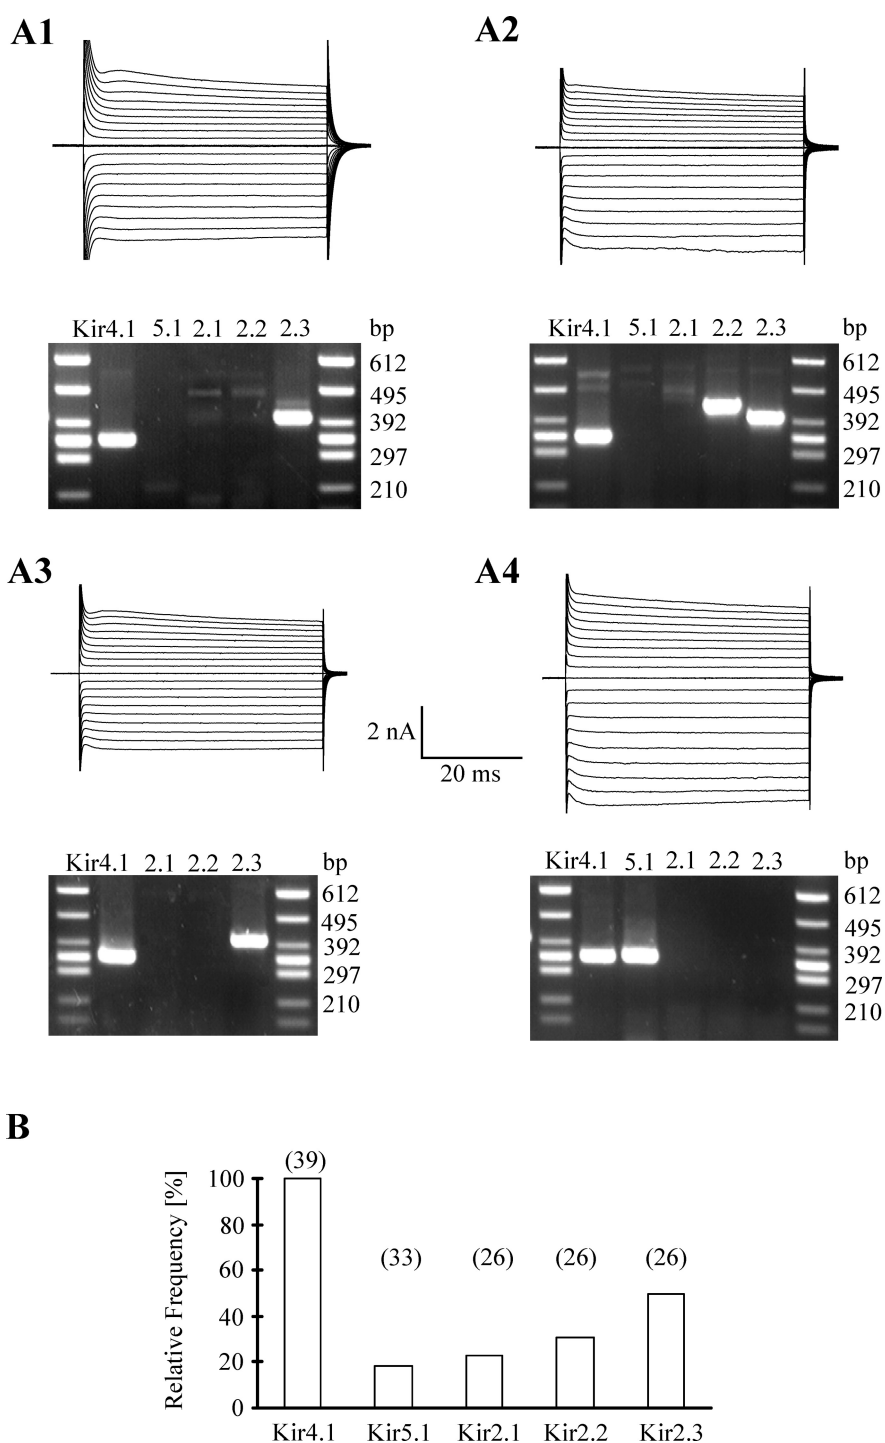 A1 A2
Kir4.1 5.1 2.1 2.2 2.3 bp
612
495
392
297
210
Kir4.1 5.1 2.1 2.2 2.3 bp
612
495
392
297
210
A3 A4
2 nA
20 ms
Kir4.1 2.1 2.2 2.3 bp
612
495
392
297
210
Kir4.1 5.1 2.1 2.2 2.3 bp
612
495
392
297
210
B
Relative Frequency [%]
100
80
60
40
20
0
(39) (33) (26) (26) (26)
Kir4.1 Kir5.1 Kir2.1 Kir2.2 Kir2.3